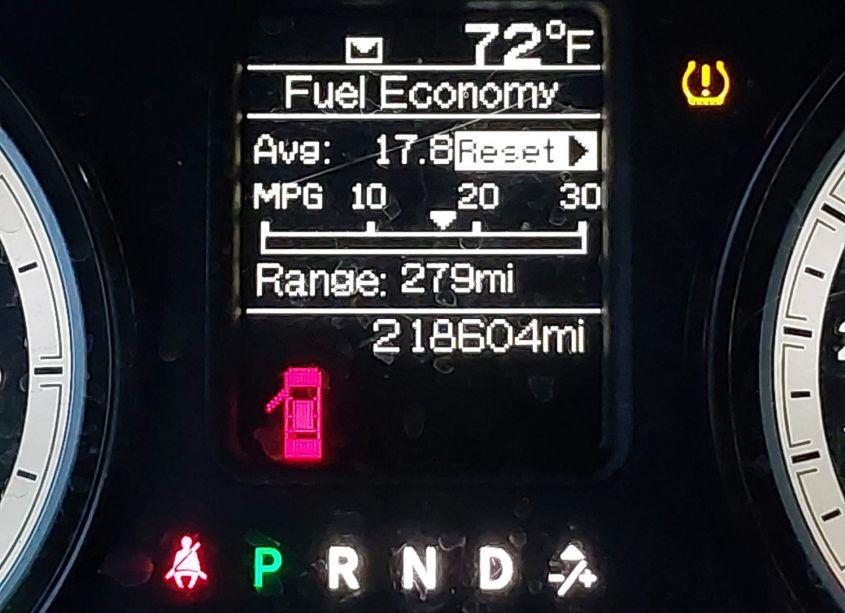 72°F
Fuel Economy
Avg: 17.8 Reset
MPG 10 20 30
Range: 279mi
218604mi
P R N D